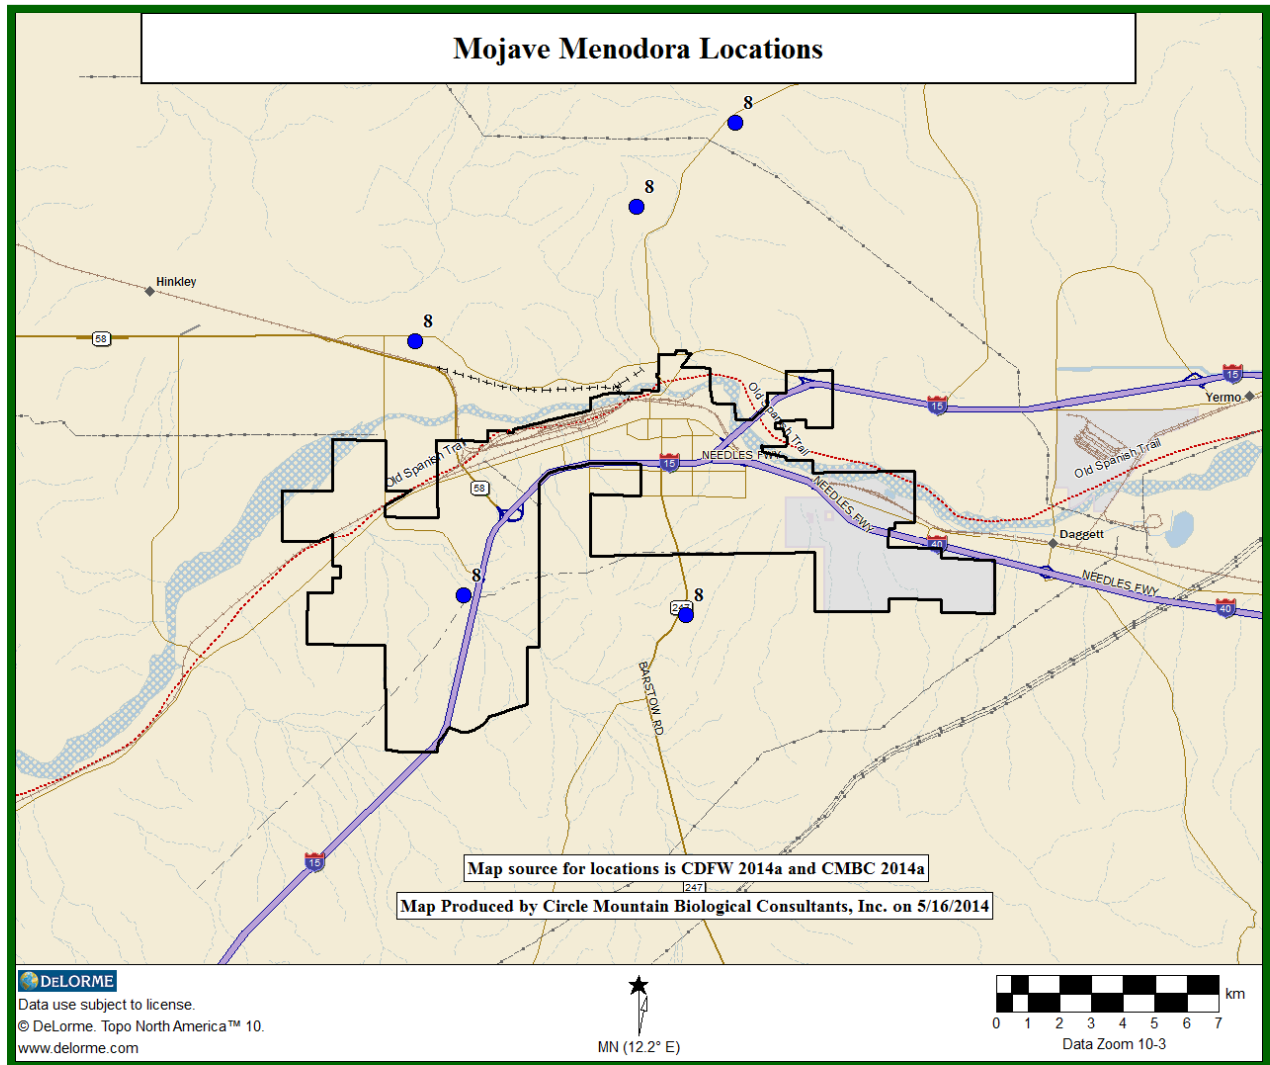 Mojave Menodora Locations
8
8
Hinkley
8
58
15
Yermo
15
Old Spanish Trail
Old Spanish Trail
Old Spanish Trail
NEEDLES FWY
15
58
NEEDLES FWY
40
Daggett
8
NEEDLES FWY
8
247
40
BARSTOW RD
15
Map source for locations is CDFW 2014a and CMBC 2014a
247
Map Produced by Circle Mountain Biological Consultants, Inc. on 5/16/2014
DELORME
Data use subject to license.
© DeLorme. Topo North America™ 10.
www.delorme.com
MN (12.2° E)
km
0 1 2 3 4 5 6 7
Data Zoom 10-3